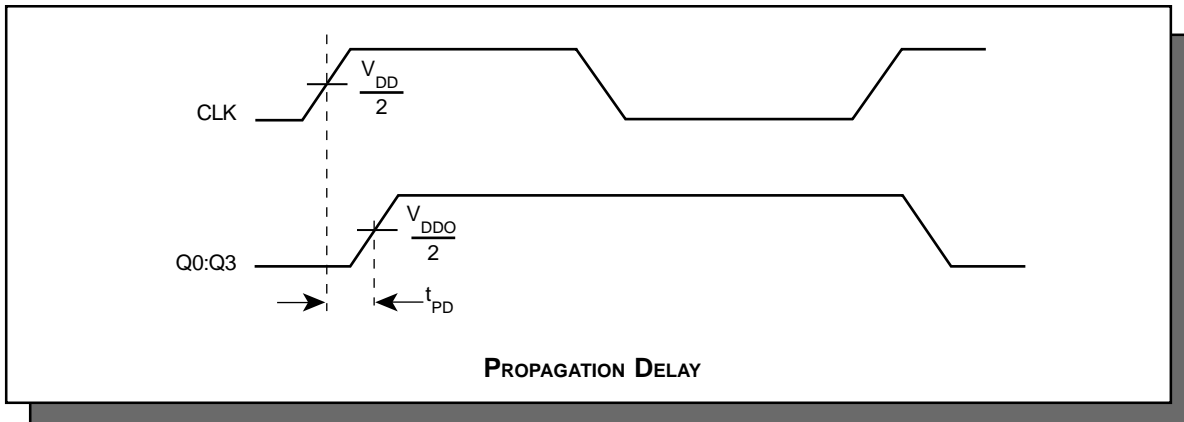 CLK
V DD
2
Q0:Q3
V DDO
2
t PD
PROPAGATION DELAY